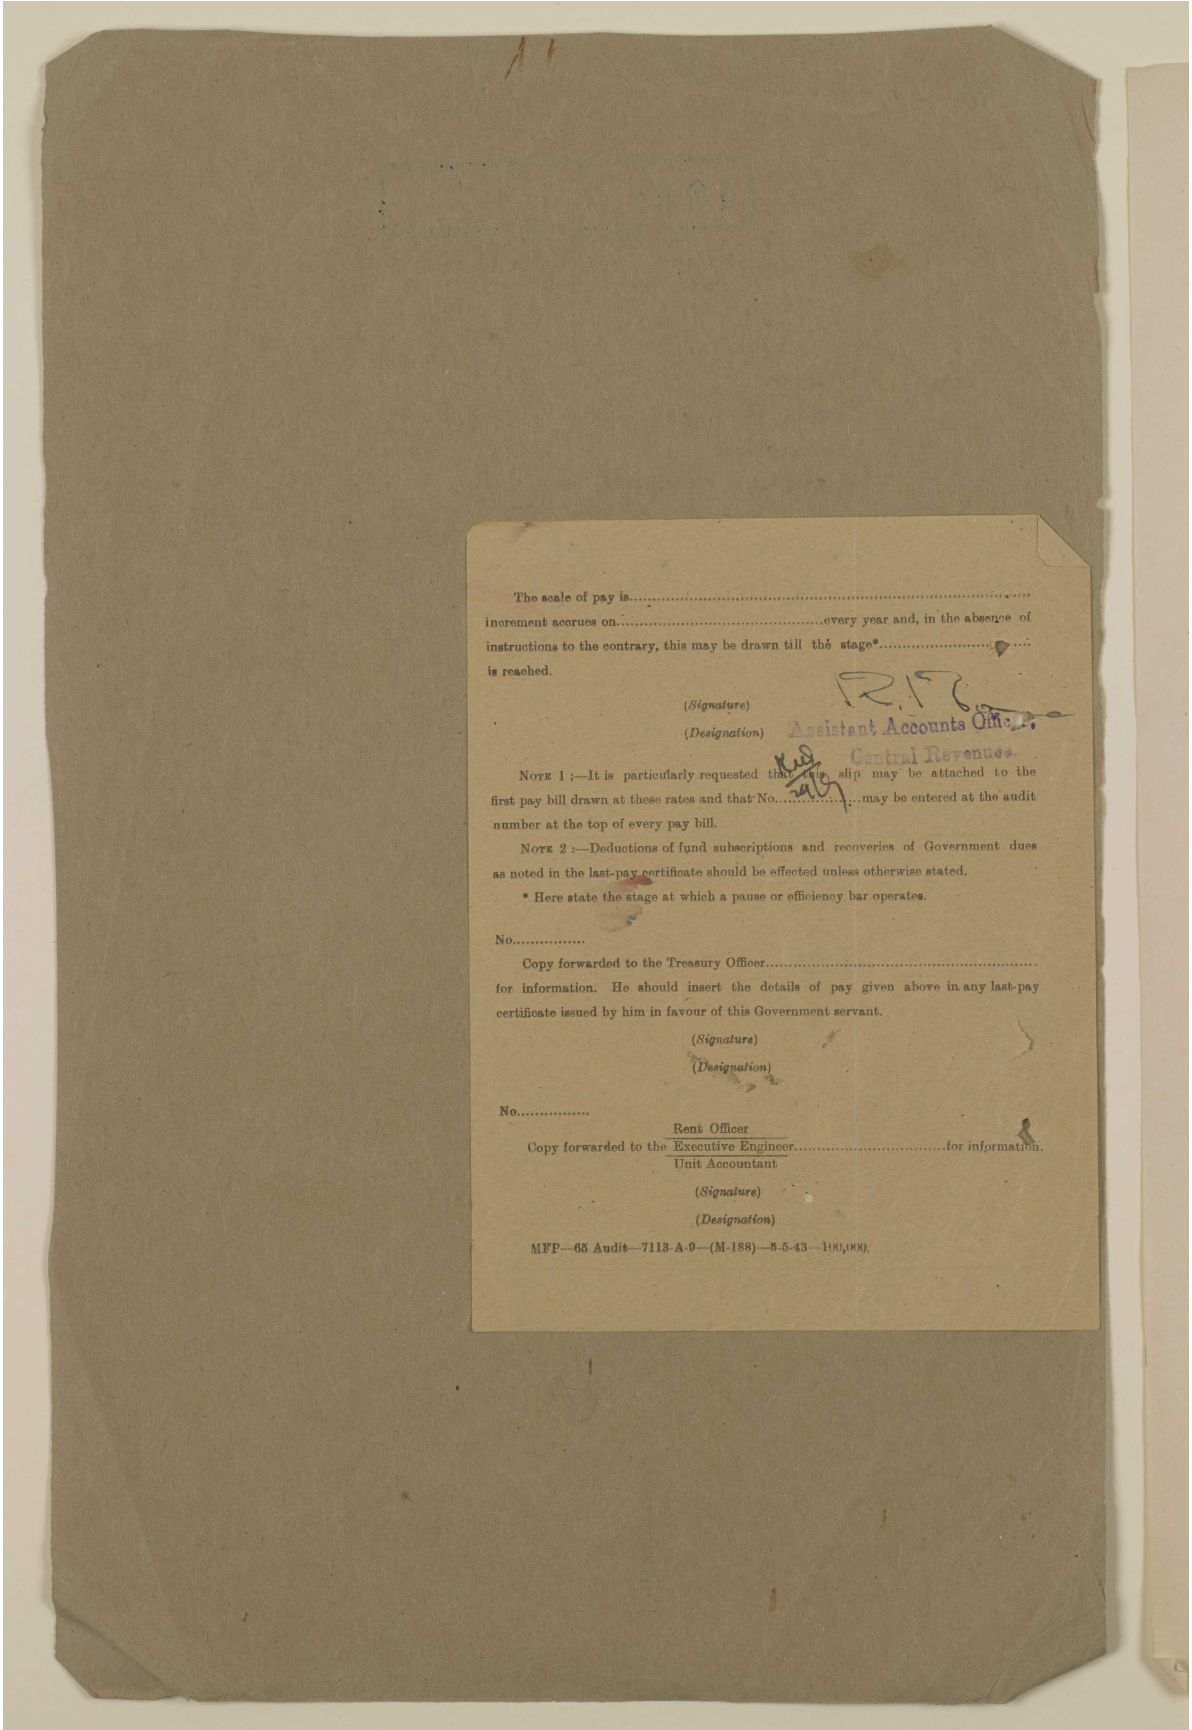 The scale of pay is........................................
increment accrues on........................................every year and, in the absence of
instructions to the contrary, this may be drawn till the stage*........................................
is reached.
(Signature)
(Designation) Assistant Accounts Officer.
Central Revenues.
NOTE 1 :—It is particularly requested that this slip may be attached to the
first pay bill drawn at these rates and that No....................may be entered at the audit
number at the top of every pay bill.
NOTE 2 :—Deductions of fund subscriptions and recoveries of Government dues
as noted in the last-pay certificate should be effected unless otherwise stated.
* Here state the stage at which a pause or efficiency bar operates.
No................
Copy forwarded to the Treasury Officer........................................
for information. He should insert the details of pay given above in any last-pay
certificate issued by him in favour of this Government servant.
(Signature)
(Designation)
No................
Rent Officer
Copy forwarded to the Executive Engineer..............................for information.
Unit Accountant
(Signature)
(Designation)
MFP—65 Audit—7113-A-9—(M-188)—5-5-43—100,000.